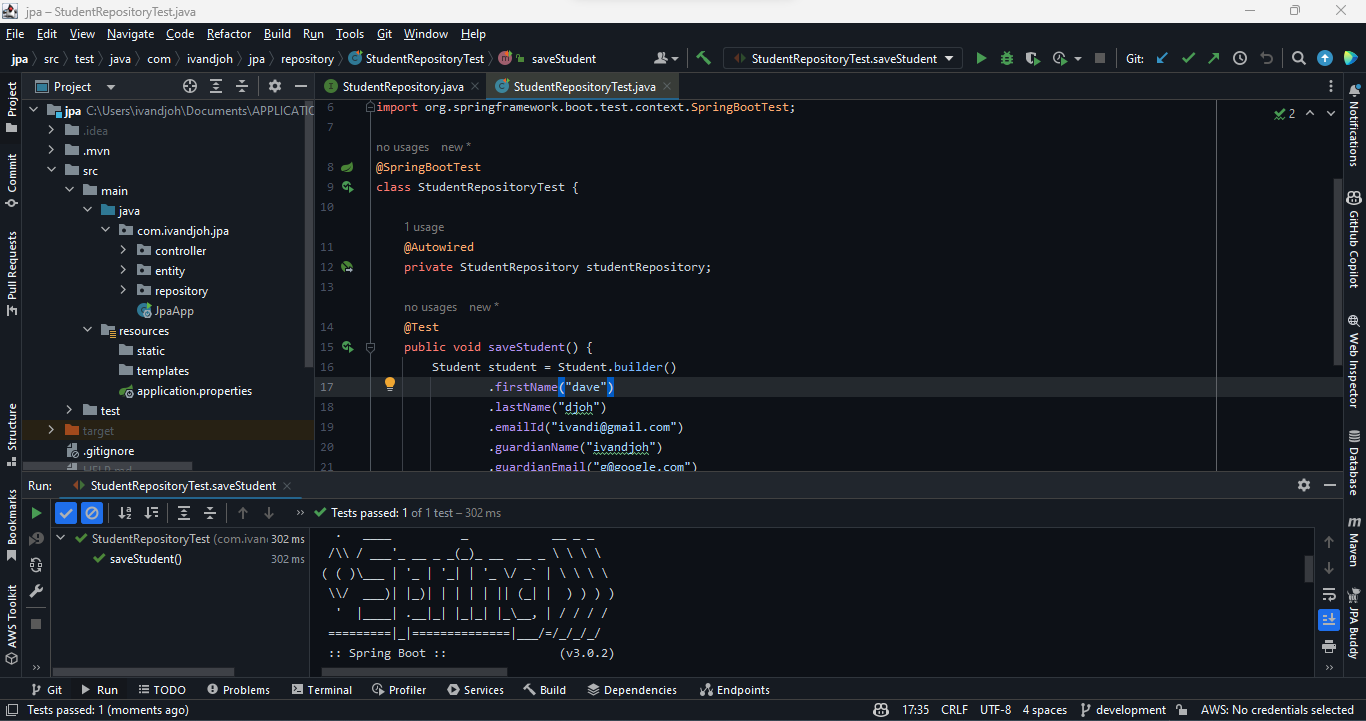 jpa – StudentRepositoryTest.java
File Edit View Navigate Code Refactor Build Run Tools Git Window Help
jpa src test java com ivandjoh jpa repository StudentRepositoryTest saveStudent StudentRepositoryTest.saveStudent Git:
Project StudentRepository.java StudentRepositoryTest.java
jpa C:\Users\ivandjoh\Documents\APPLICATIC
.idea
.mvn
src
main
java
com.ivandjoh.jpa
controller
entity
repository
JpaApp
resources
static
templates
application.properties
test
target
.gitignore
HELP.md
6 import org.springframework.boot.test.context.SpringBootTest;
2
7
no usages new *
8 @SpringBootTest
9 class StudentRepositoryTest {
10
1 usage
11 @Autowired
12 private StudentRepository studentRepository;
13
no usages new *
14 @Test
15 public void saveStudent() {
16 Student student = Student.builder()
17 .firstName("dave")
18 .lastName("djoh")
19 .emailId("ivandi@gmail.com")
20 .guardianName("ivandjoh")
21 .guardianEmail("g@google.com")
Project
Commit
Pull Requests
Structure
Bookmarks
AWS Toolkit
Notifications
GitHub Copilot
Web Inspector
Database
m Maven
JPA Buddy
Run: StudentRepositoryTest.saveStudent
Tests passed: 1 of 1 test – 302 ms
StudentRepositoryTest (com.ivan 302 ms
saveStudent() 302 ms
:: Spring Boot :: (v3.0.2)
Git Run TODO Problems Terminal Profiler Services Build Dependencies Endpoints
Tests passed: 1 (moments ago) 17:35 CRLF UTF-8 4 spaces development AWS: No credentials selected